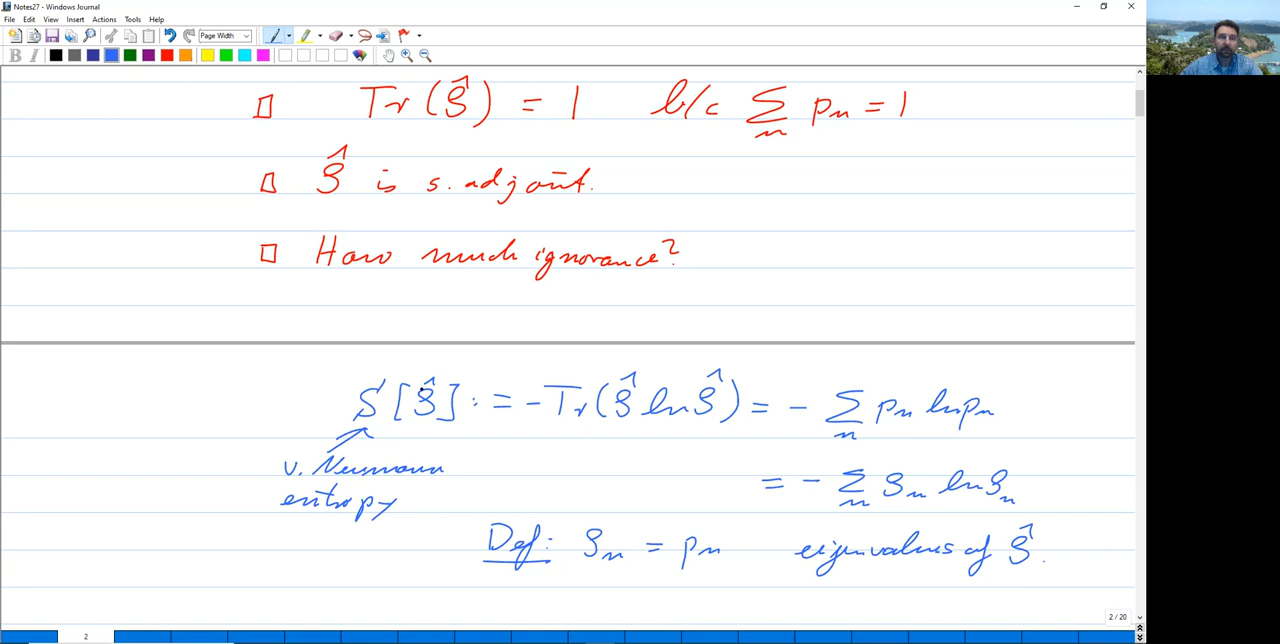 Notes27 - Windows Journal
File Edit View Insert Actions Tools Help
Page Width
B I
□ Tr(ρ̂) = 1 b/c Σₙ pₙ = 1
□ ρ̂ is s. adjoint.
□ How much ignorance?
S[ρ̂] := -Tr(ρ̂ ln ρ̂) = - Σₙ pₙ ln pₙ
v. Neumann
entropy
= - Σₙ ρₙ ln ρₙ
Def: ρₙ = pₙ eigenvalues of ρ̂.
2 / 20
2